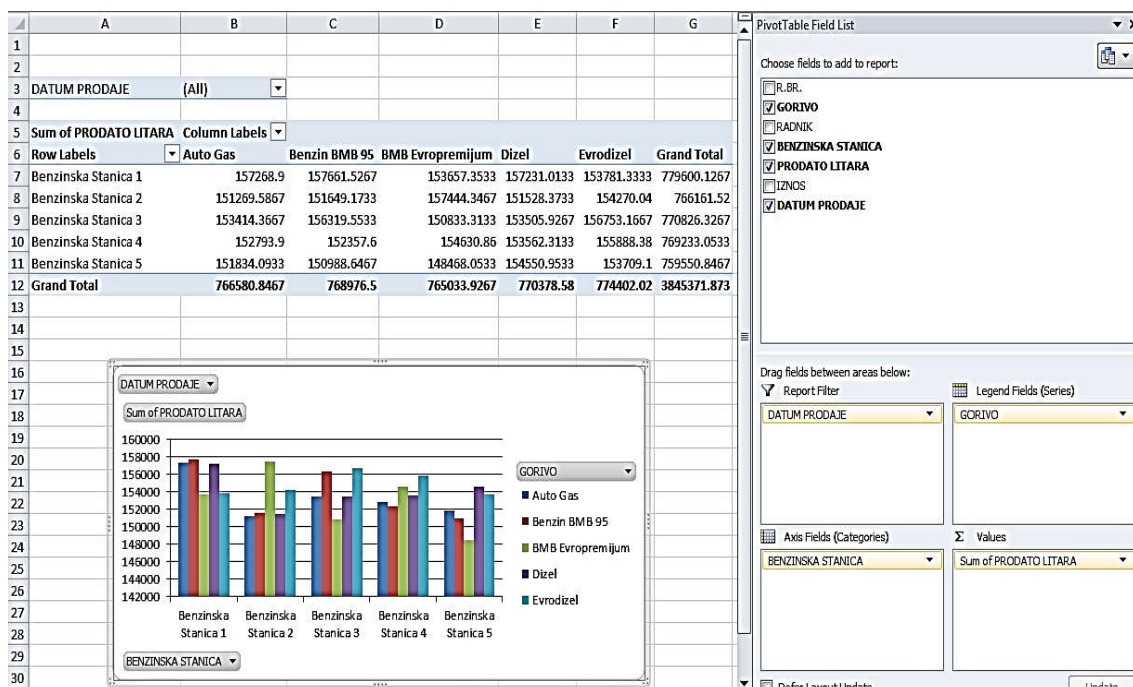 A B C D E F G
1
2
3 DATUM PRODAJE (All)
4
5 Sum of PRODATO LITARA Column Labels
6 Row Labels Auto Gas Benzin BMB 95 BMB Evropremijum Dizel Evrodizel Grand Total
7 Benzinska Stanica 1 157268.9 157661.5267 153657.3533 157231.0133 153781.3333 779600.1267
8 Benzinska Stanica 2 151269.5867 151649.1733 157444.3467 151528.3733 154270.04 766161.52
9 Benzinska Stanica 3 153414.3667 156319.5533 150833.3133 153505.9267 156753.1667 770826.3267
10 Benzinska Stanica 4 152793.9 152357.6 154630.86 153562.3133 155888.38 769233.0533
11 Benzinska Stanica 5 151834.0933 150988.6467 148468.0533 154550.9533 153709.1 759550.8467
12 Grand Total 766580.8467 768976.5 765033.9267 770378.58 774402.02 3845371.873
13
14
15
16
17
18
19
20
21
22
23
24
25
26
27
28
29
30
DATUM PRODAJE
Sum of PRODATO LITARA
160000
158000
156000
154000
152000
150000
148000
146000
144000
142000
Benzinska Stanica 1
Benzinska Stanica 2
Benzinska Stanica 3
Benzinska Stanica 4
Benzinska Stanica 5
BENZINSKA STANICA
GORIVO
Auto Gas
Benzin BMB 95
BMB Evropremijum
Dizel
Evrodizel
PivotTable Field List
Choose fields to add to report:
R.BR.
GORIVO
RADNIK
BENZINSKA STANICA
PRODATO LITARA
IZNOS
DATUM PRODAJE
Drag fields between areas below:
Report Filter
DATUM PRODAJE
Legend Fields (Series)
GORIVO
Axis Fields (Categories)
BENZINSKA STANICA
Σ Values
Sum of PRODATO LITARA
Defer Layout Update
Update